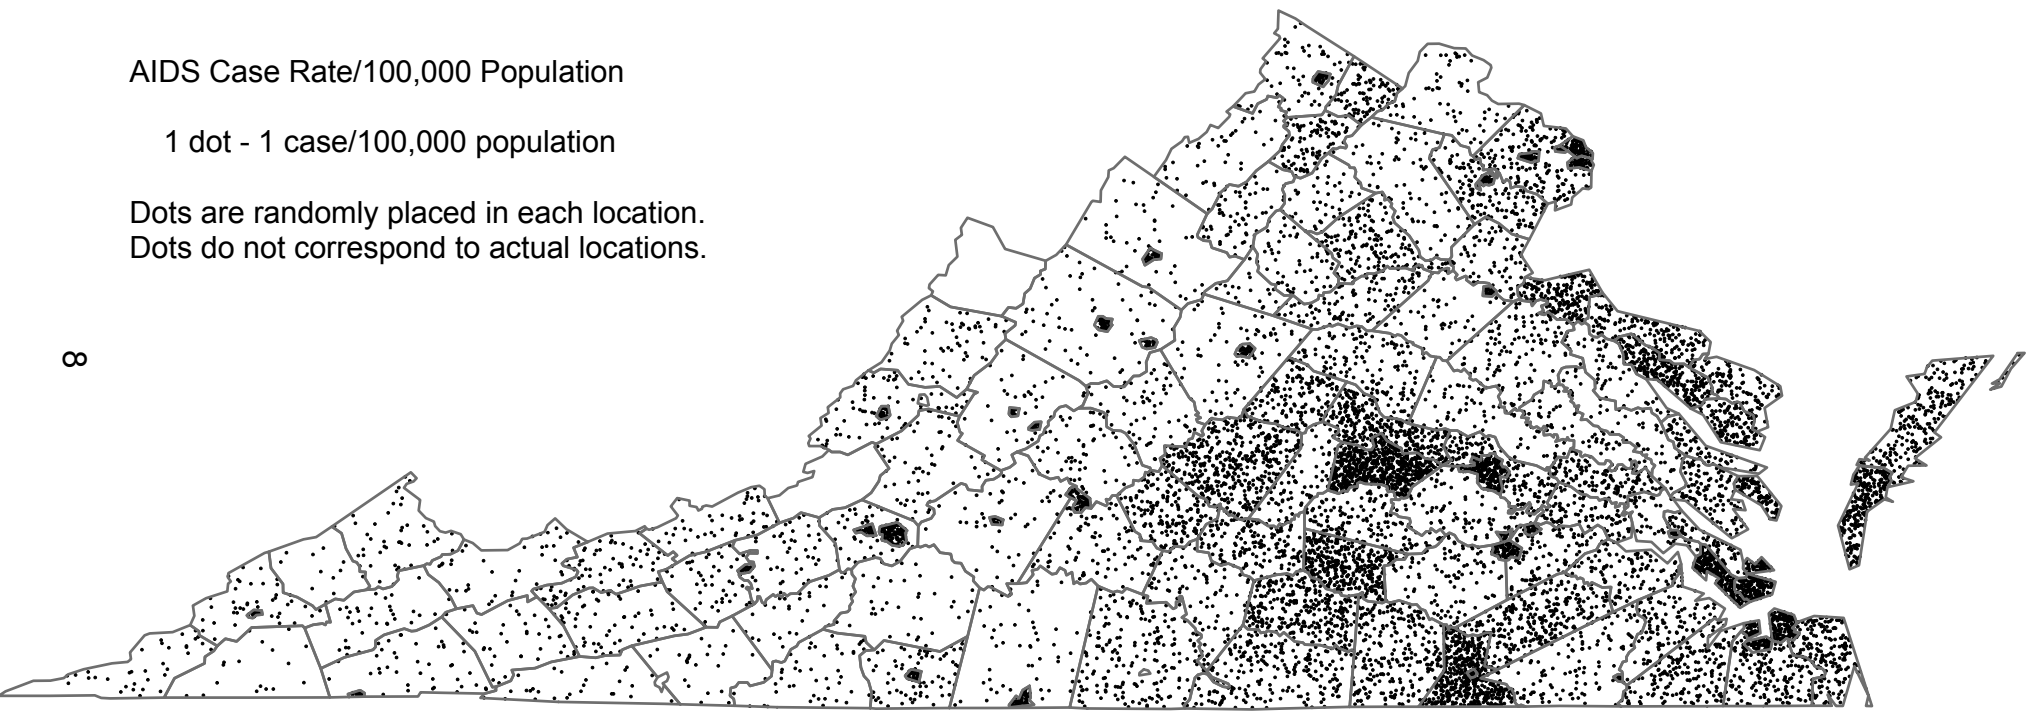 AIDS Case Rate/100,000 Population
1 dot - 1 case/100,000 population
Dots are randomly placed in each location.
Dots do not correspond to actual locations.
8